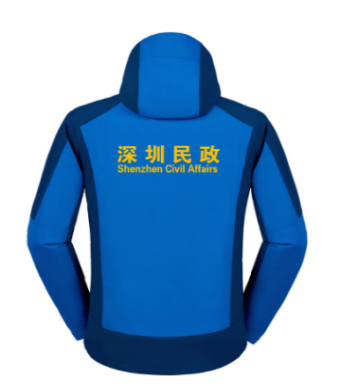 深圳民政
Shenzhen Civil Affairs